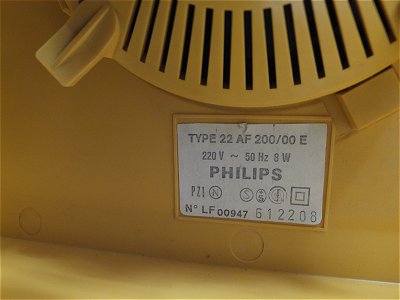 TYPE 22 AF 200/00 E
220 V ~ 50 Hz 8 W
PHILIPS
PZI N S
N° LF 00947 612208